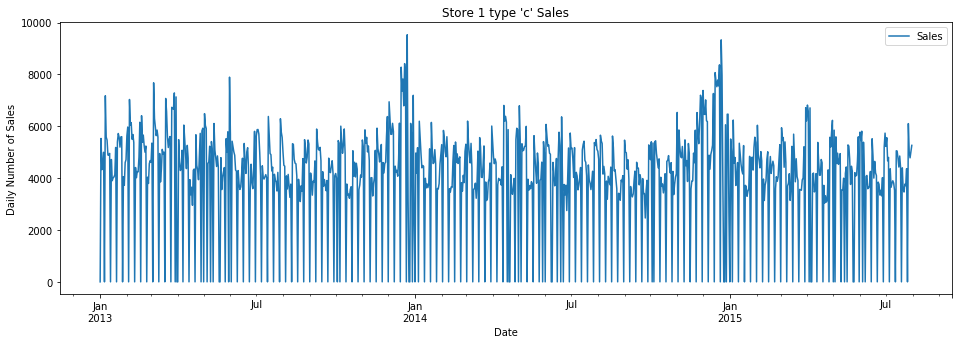 Store 1 type 'c' Sales
Sales
Daily Number of Sales
10000
8000
6000
4000
2000
0
Jan Jul Jan Jul Jan Jul
2013 2014 2015
Date